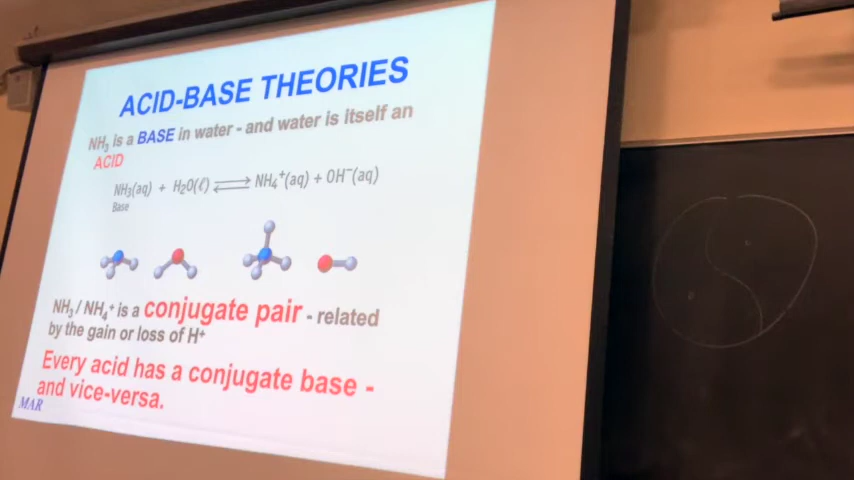 ACID-BASE THEORIES
NH₃ is a BASE in water - and water is itself an
ACID
NH₃(aq) + H₂O(ℓ) ⇌ NH₄⁺(aq) + OH⁻(aq)
Base
NH₃ / NH₄⁺ is a conjugate pair - related
by the gain or loss of H⁺
Every acid has a conjugate base -
and vice-versa.
MAR